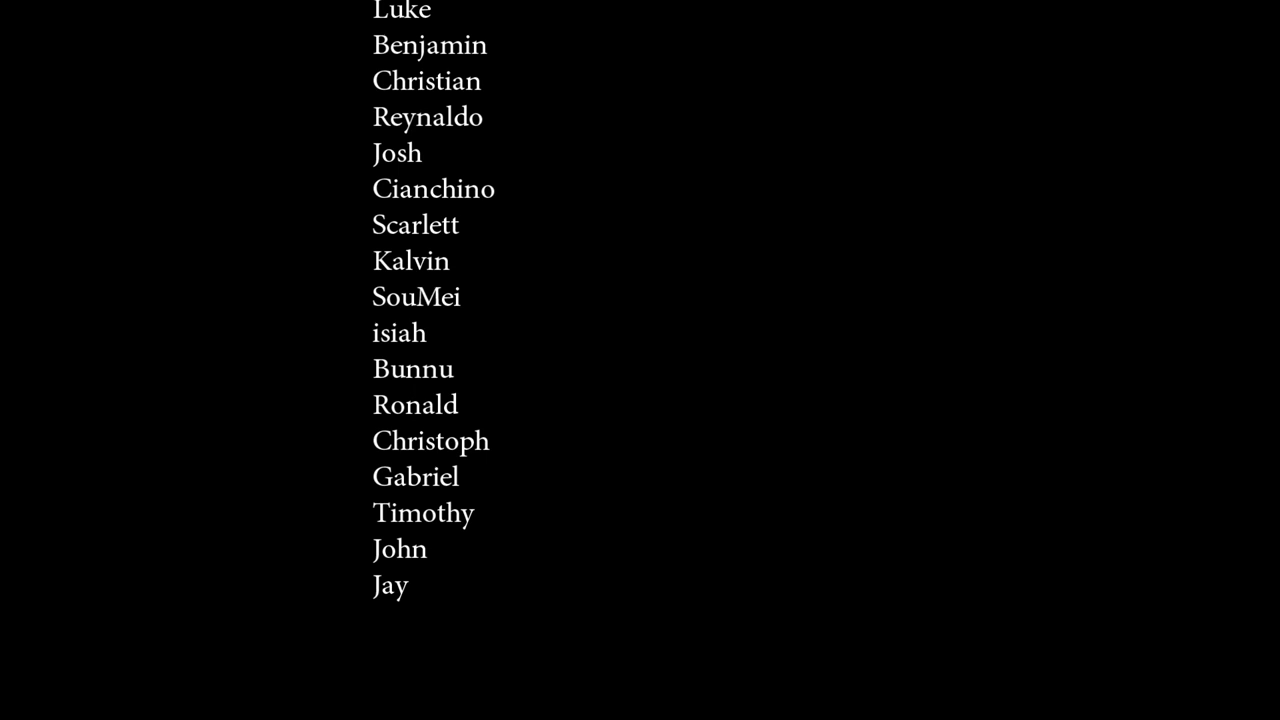 Luke
Benjamin
Christian
Reynaldo
Josh
Cianchino
Scarlett
Kalvin
SouMei
isiah
Bunnu
Ronald
Christoph
Gabriel
Timothy
John
Jay